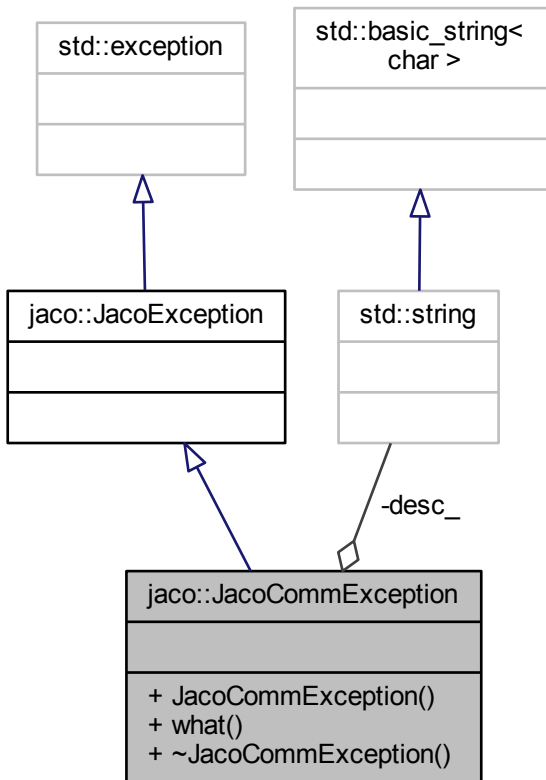 std::exception
std::basic_string<
char >
jaco::JacoException
std::string
-desc_
jaco::JacoCommException
+ JacoCommException()
+ what()
+ ~JacoCommException()